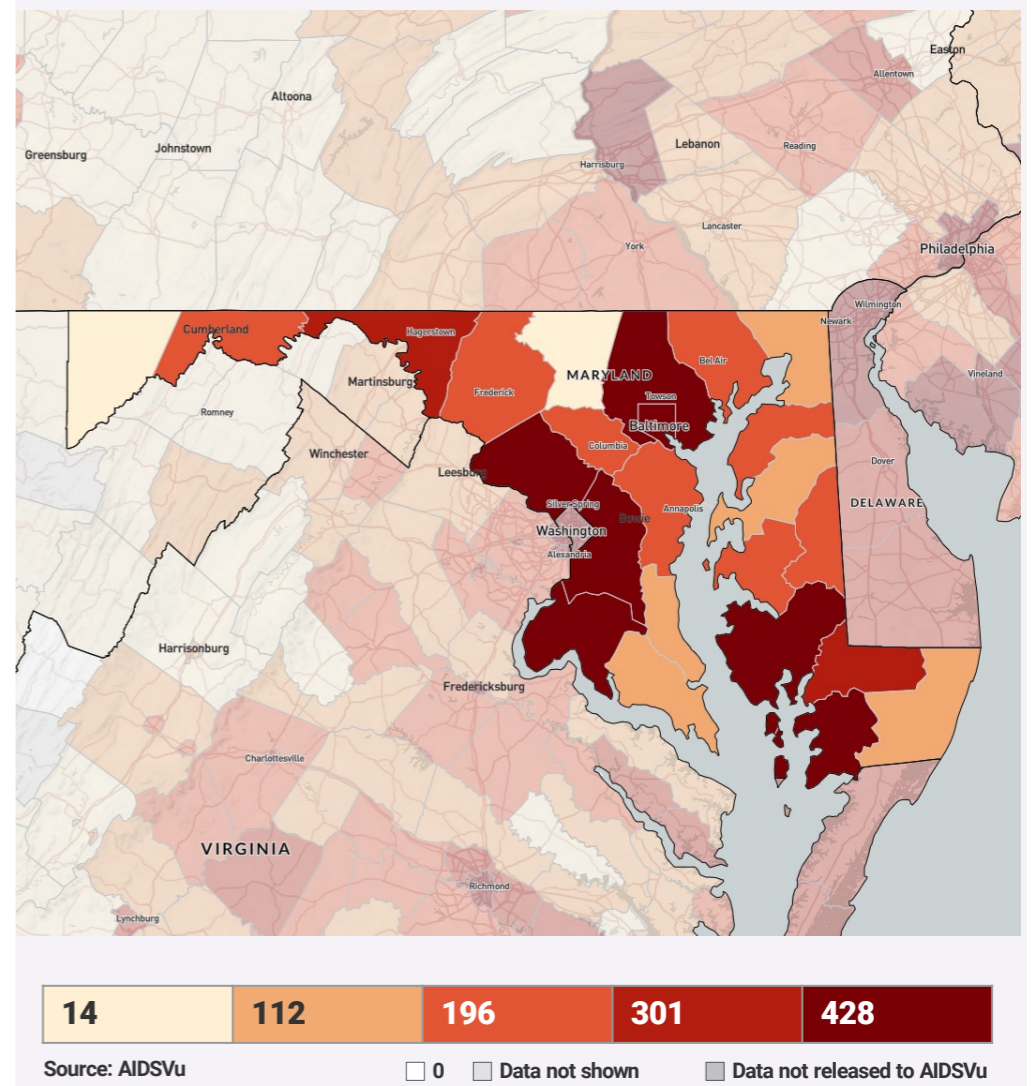 Easton
Allentown
Altoona
Lebanon
Reading
Johnstown
Greensburg
Harrisburg
Lancaster
York
Philadelphia
Wilmington
Newark
Cumberland
Hagerstown
Bel Air
Vineland
MARYLAND
Martinsburg
Frederick
Towson
Romney
Baltimore
Columbia
Winchester
Dover
Leesburg
Silver Spring
DELAWARE
Annapolis
Bowie
Washington
Alexandria
Harrisonburg
Fredericksburg
Charlottesville
VIRGINIA
Richmond
Lynchburg
14 112 196 301 428
Source: AIDSVu 0 Data not shown Data not released to AIDSVu